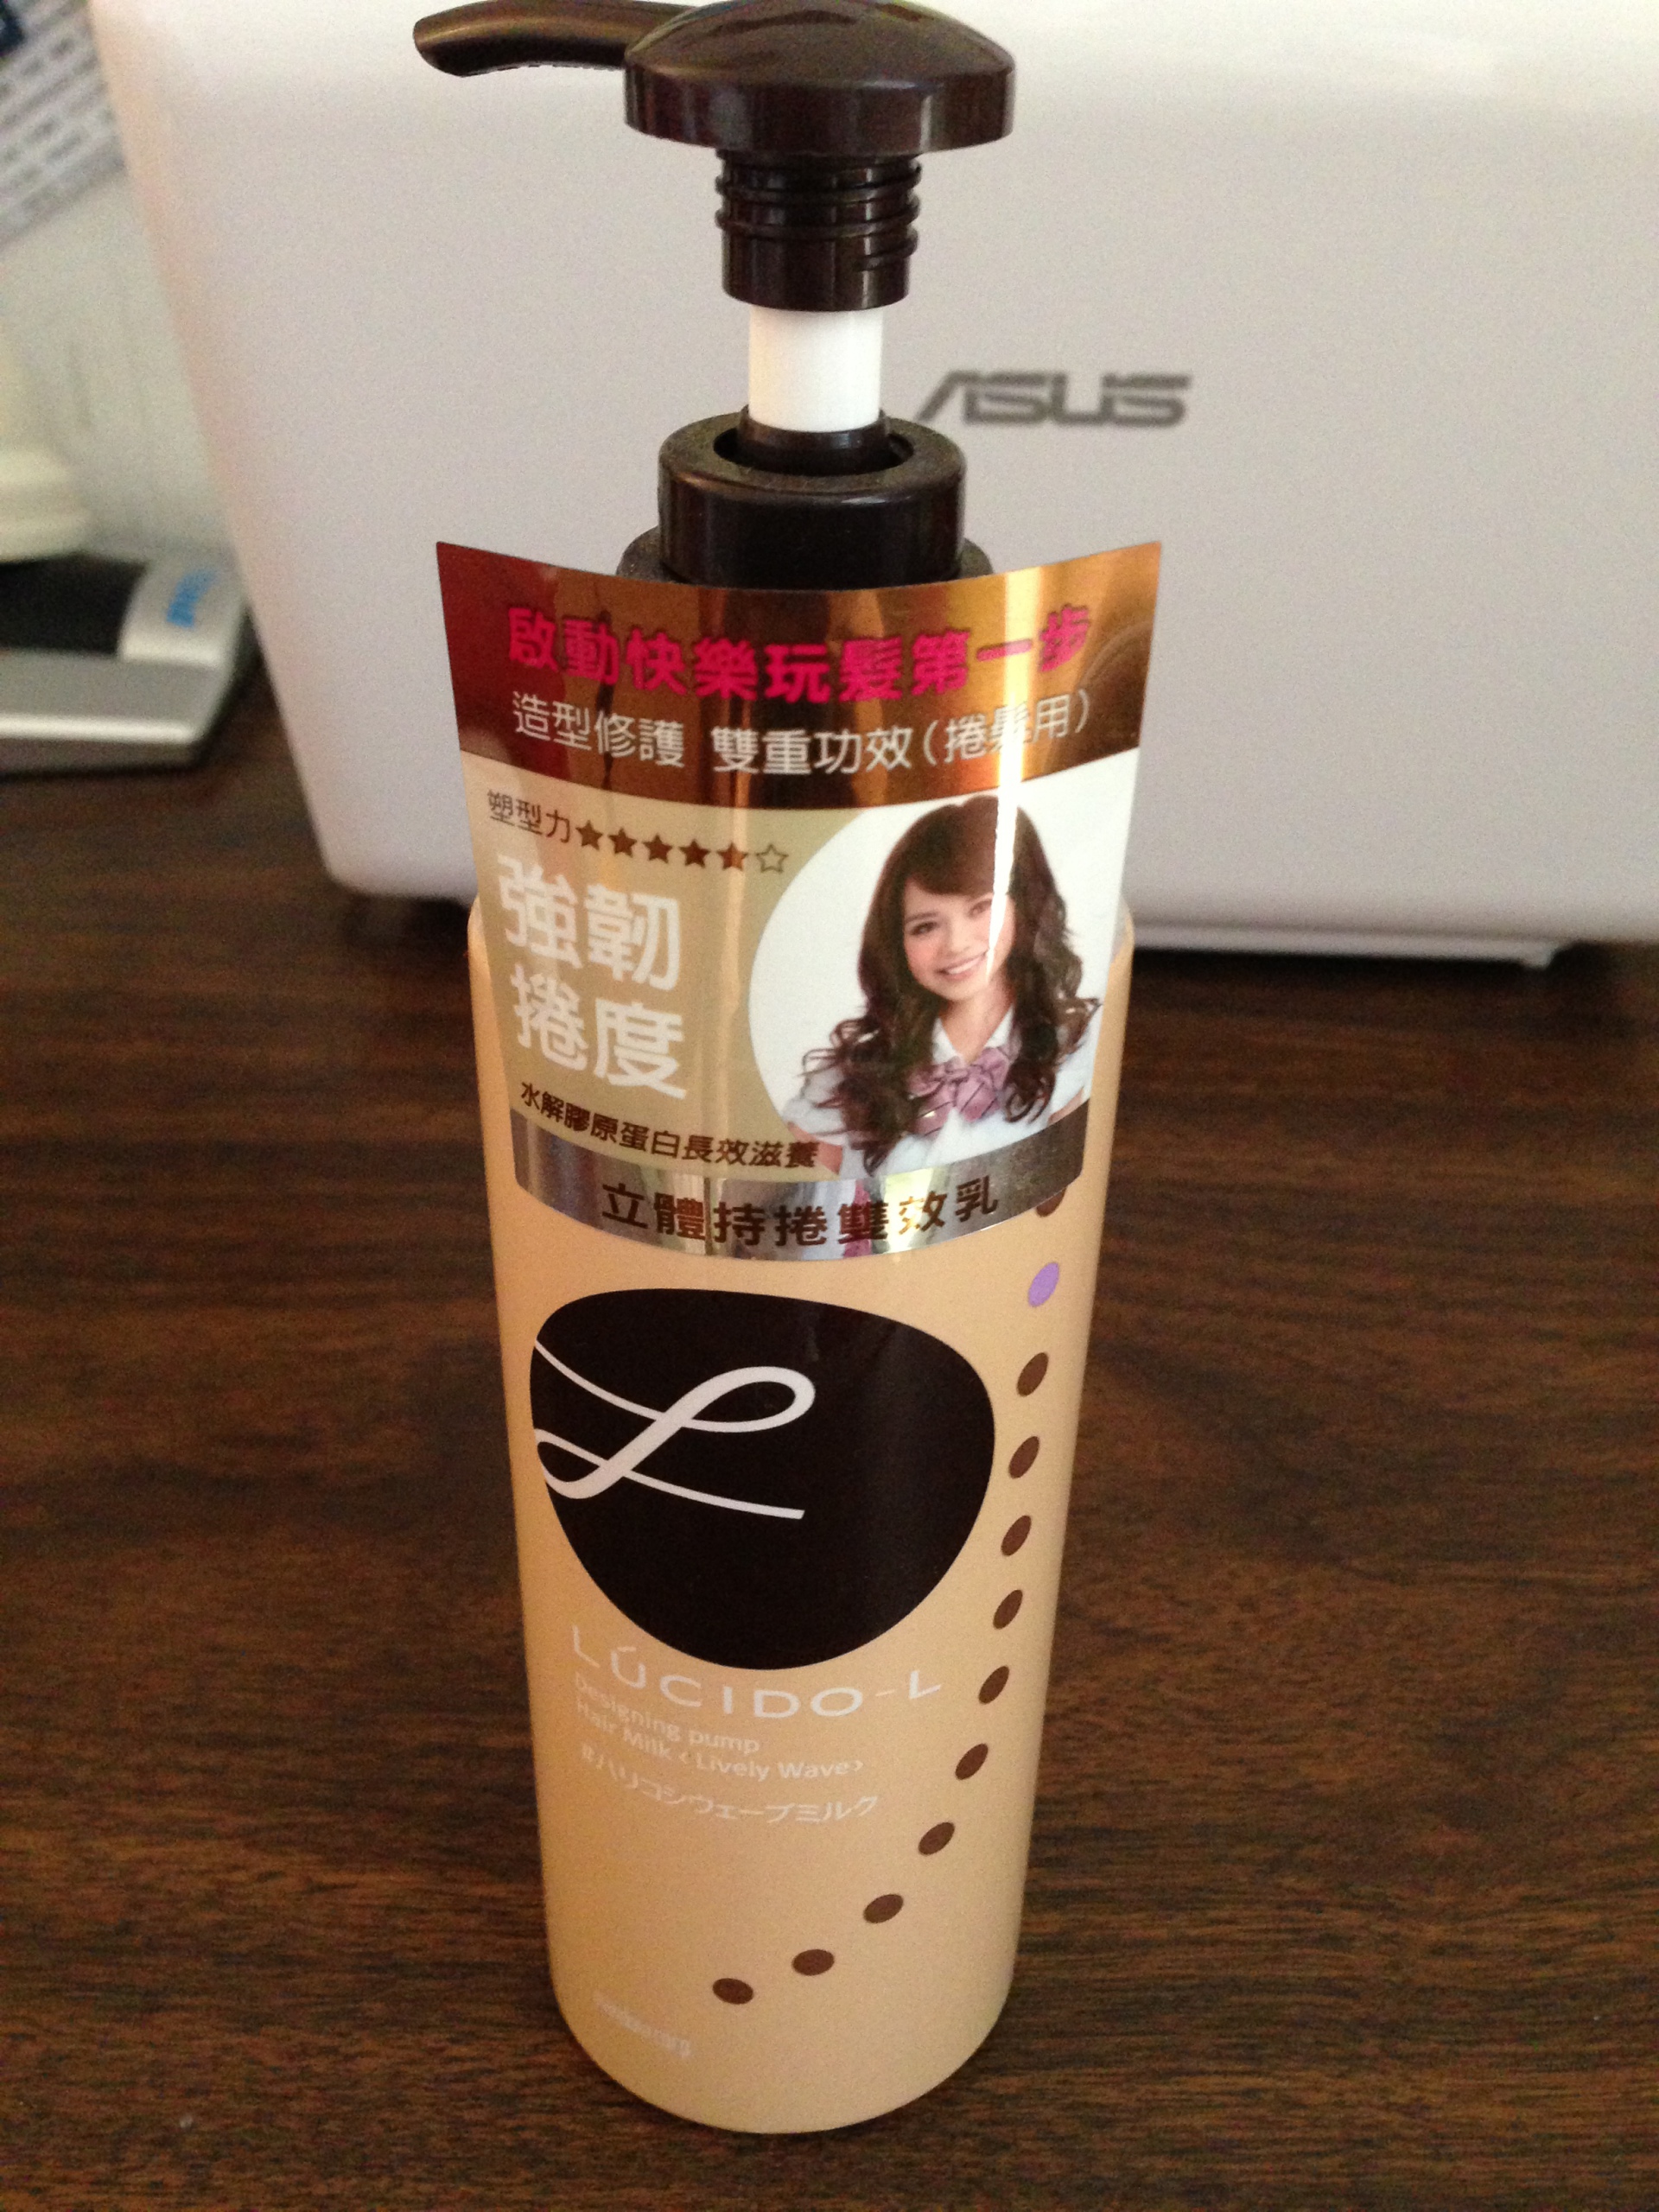 ASUS
啟動快樂玩髮第一步
造型修護 雙重功效(捲髮用)
塑型力★★★★★☆
強韌
捲度
水解膠原蛋白長效滋養
立體持捲雙效乳
LÚCIDO-L
Designing pump
Hair Milk ‹Lively Wave›
#ハリコシウェーブミルク